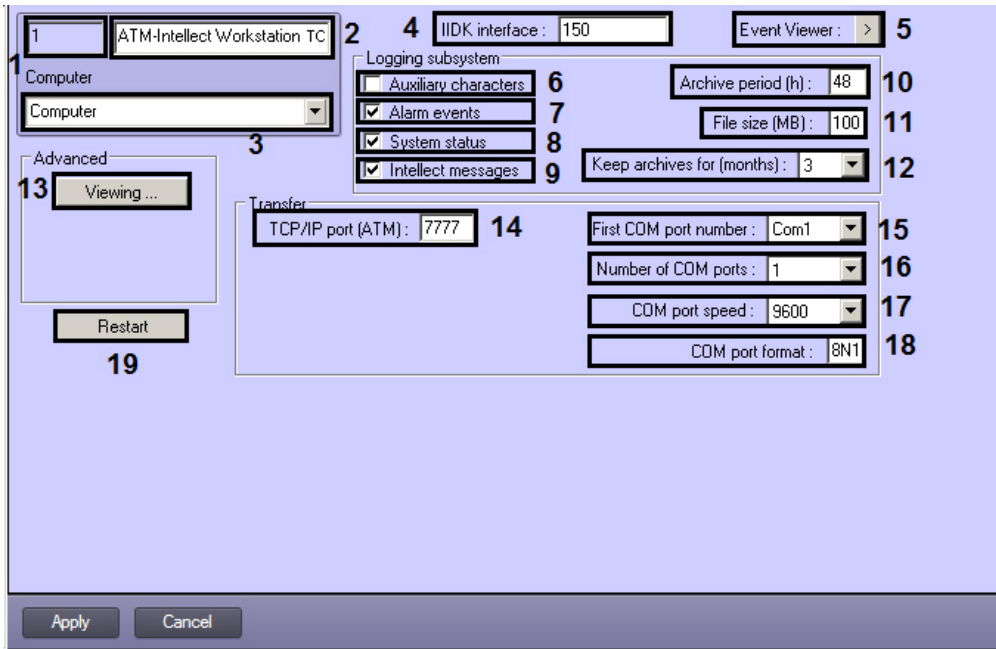 1 ATM-Intellect Workstation TC 2 4 IIDK interface : 150 Event Viewer : > 5
1 Computer
Computer
3
Logging subsystem
Auxiliary characters 6 Archive period (h) : 48 10
Alarm events 7 File size (MB) : 100 11
System status 8
Intellect messages 9 Keep archives for (months) : 3 12
Advanced
13 Viewing ...
Transfer
TCP/IP port (ATM) : 7777 14 First COM port number : Com1 15
Number of COM ports : 1 16
COM port speed : 9600 17
COM port format : 8N1 18
Restart
19
Apply Cancel